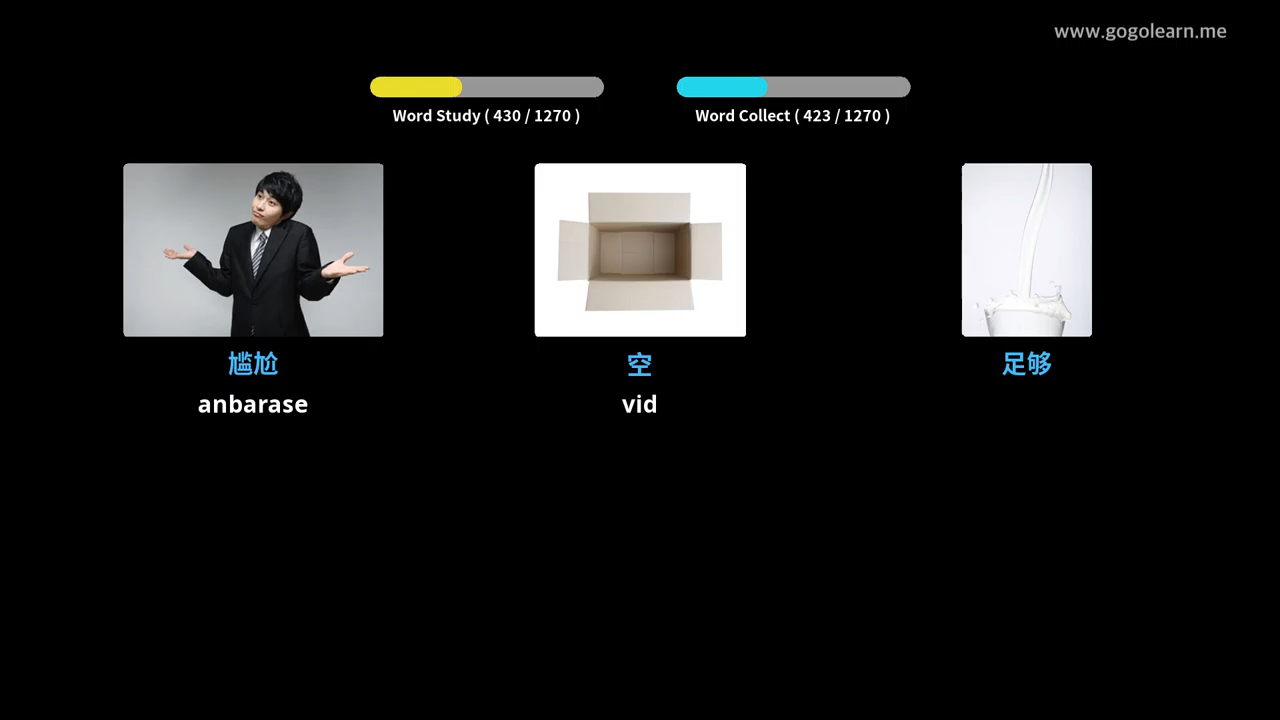 www.gogolearn.me
Word Study ( 430 / 1270 )
Word Collect ( 423 / 1270 )
尴尬
空
足够
anbarase
vid